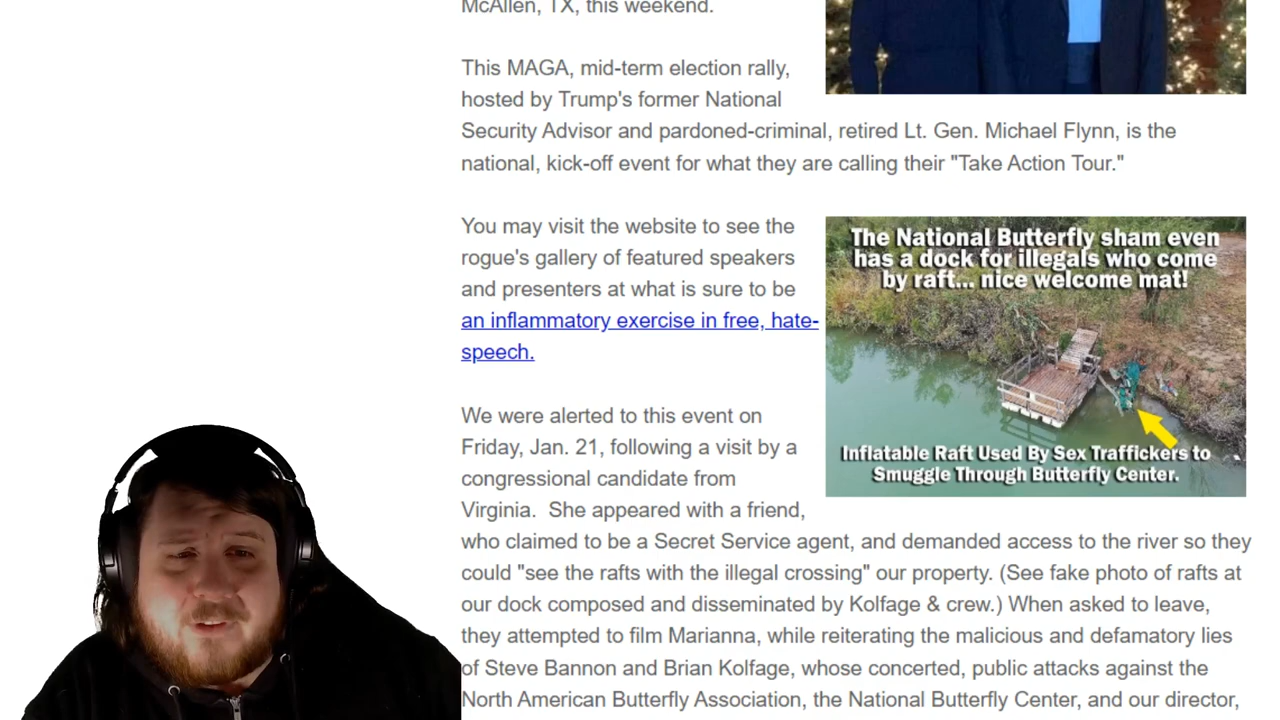 McAllen, TX, this weekend.
This MAGA, mid-term election rally,
hosted by Trump's former National
Security Advisor and pardoned-criminal, retired Lt. Gen. Michael Flynn, is the
national, kick-off event for what they are calling their "Take Action Tour."
You may visit the website to see the
rogue's gallery of featured speakers
and presenters at what is sure to be
an inflammatory exercise in free, hate-
speech.
The National Butterfly sham even
has a dock for illegals who come
by raft... nice welcome mat!
Inflatable Raft Used By Sex Traffickers to
Smuggle Through Butterfly Center.
We were alerted to this event on
Friday, Jan. 21, following a visit by a
congressional candidate from
Virginia. She appeared with a friend,
who claimed to be a Secret Service agent, and demanded access to the river so they
could "see the rafts with the illegal crossing" our property. (See fake photo of rafts at
our dock composed and disseminated by Kolfage & crew.) When asked to leave,
they attempted to film Marianna, while reiterating the malicious and defamatory lies
of Steve Bannon and Brian Kolfage, whose concerted, public attacks against the
North American Butterfly Association, the National Butterfly Center, and our director,